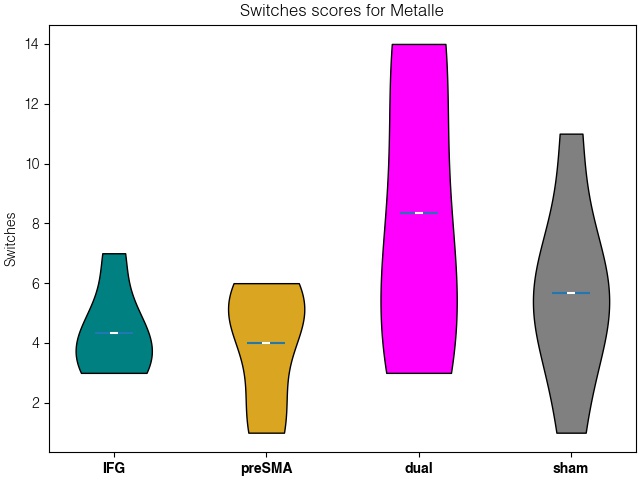 Switches scores for Metalle
14
12
10
8
6
4
2
Switches
IFG
preSMA
dual
sham